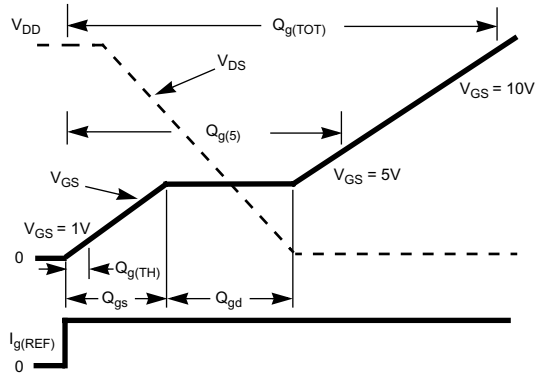 V_DD
Q_g(TOT)
V_DS
V_GS = 10V
Q_g(5)
V_GS
V_GS = 5V
V_GS = 1V
0
Q_g(TH)
Q_gs
Q_gd
I_g(REF)
0